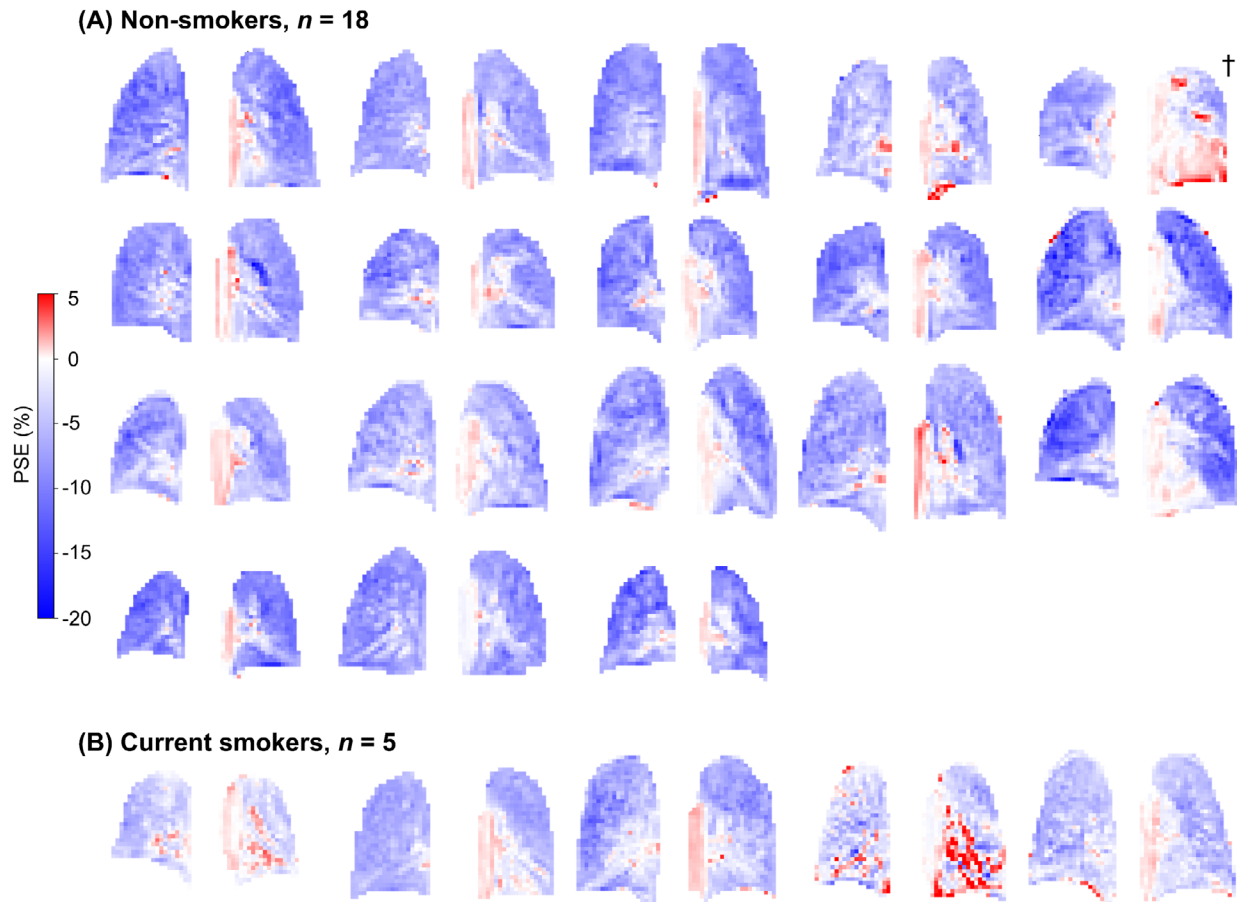 (A) Non-smokers, n = 18
†
5
0
-5
-10
-15
-20
PSE (%)
(B) Current smokers, n = 5